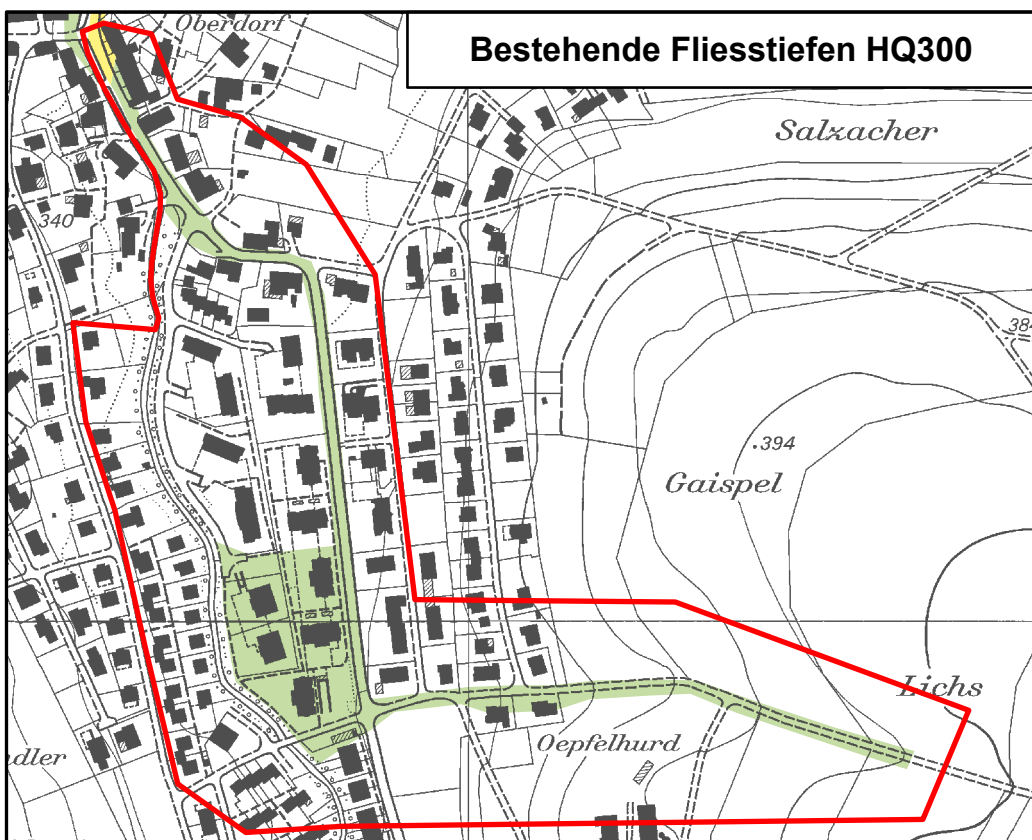 Bestehende Fliesstiefen HQ300
Oberdorf
Salzacher
340
384
394
Gaispel
Lichs
Oepfelhurd
dler